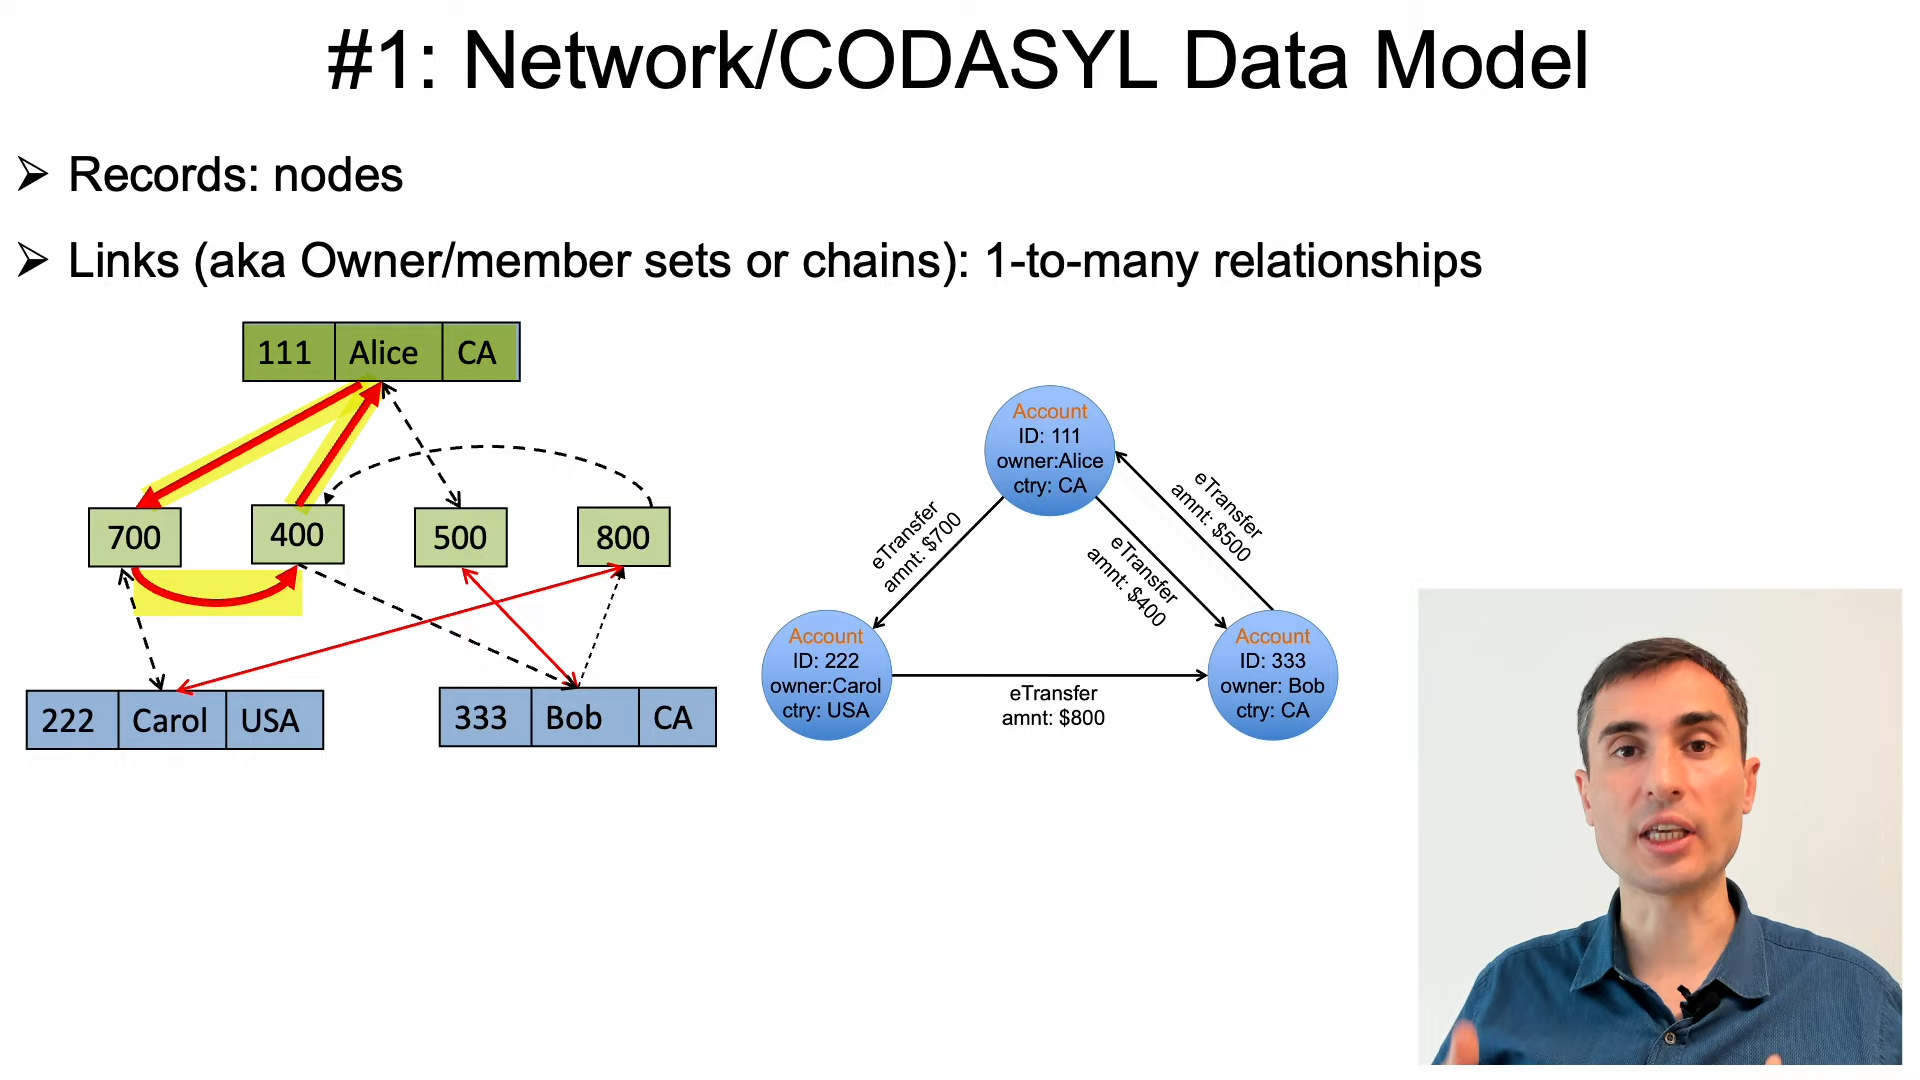 #1: Network/CODASYL Data Model
Records: nodes
Links (aka Owner/member sets or chains): 1-to-many relationships
111 Alice CA
700 400 500 800
222 Carol USA
333 Bob CA
Account
ID: 111
owner:Alice
ctry: CA
eTransfer
amnt: $700
eTransfer
amnt: $400
eTransfer
amnt: $500
Account
ID: 222
owner:Carol
ctry: USA
eTransfer
amnt: $800
Account
ID: 333
owner: Bob
ctry: CA